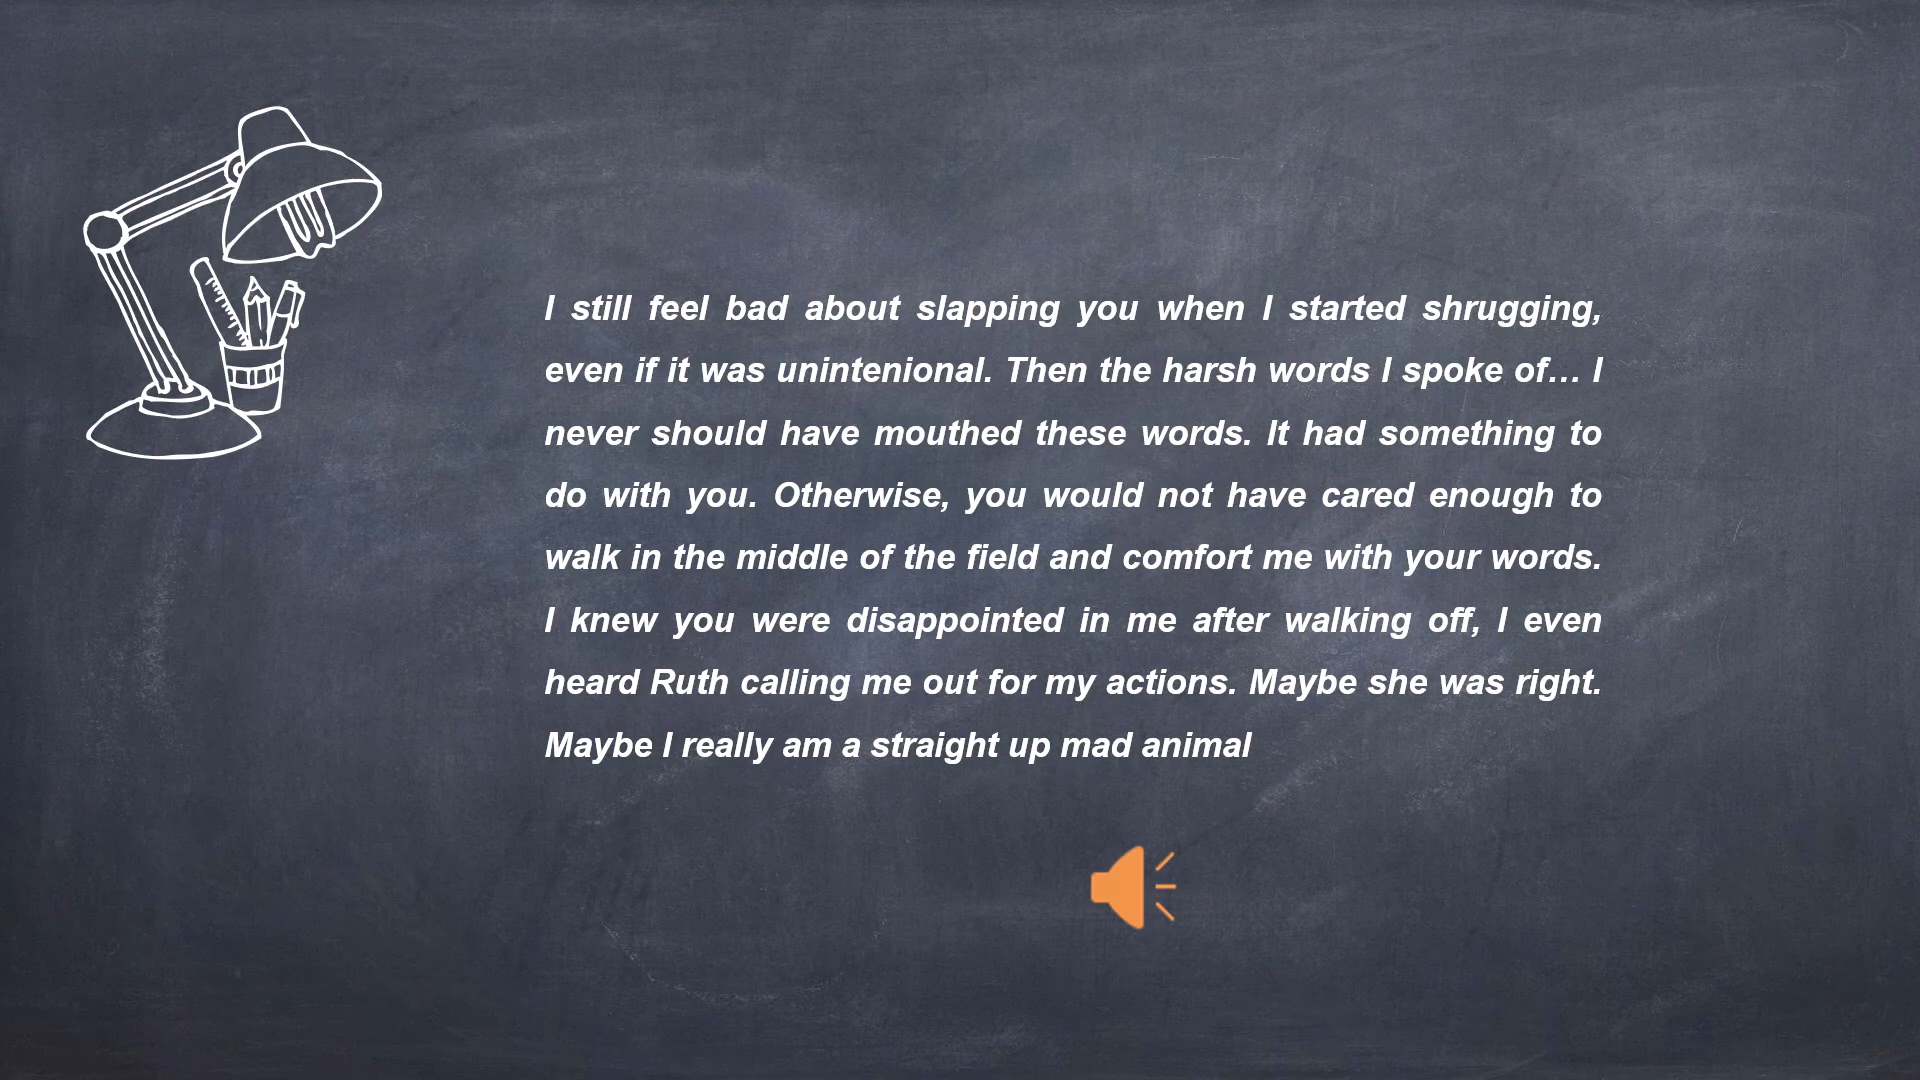 I still feel bad about slapping you when I started shrugging,
even if it was unintenional. Then the harsh words I spoke of… I
never should have mouthed these words. It had something to
do with you. Otherwise, you would not have cared enough to
walk in the middle of the field and comfort me with your words.
I knew you were disappointed in me after walking off, I even
heard Ruth calling me out for my actions. Maybe she was right.
Maybe I really am a straight up mad animal